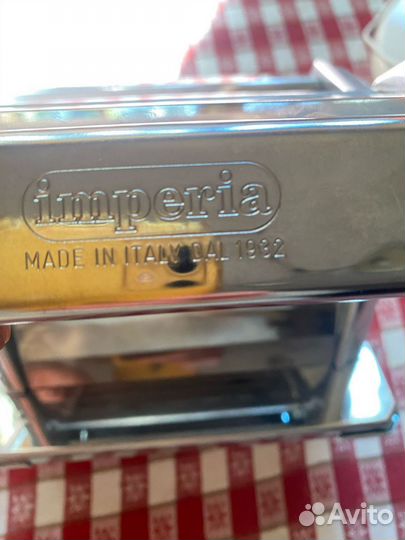 imperia
MADE IN ITALY DAL 1932
Avito